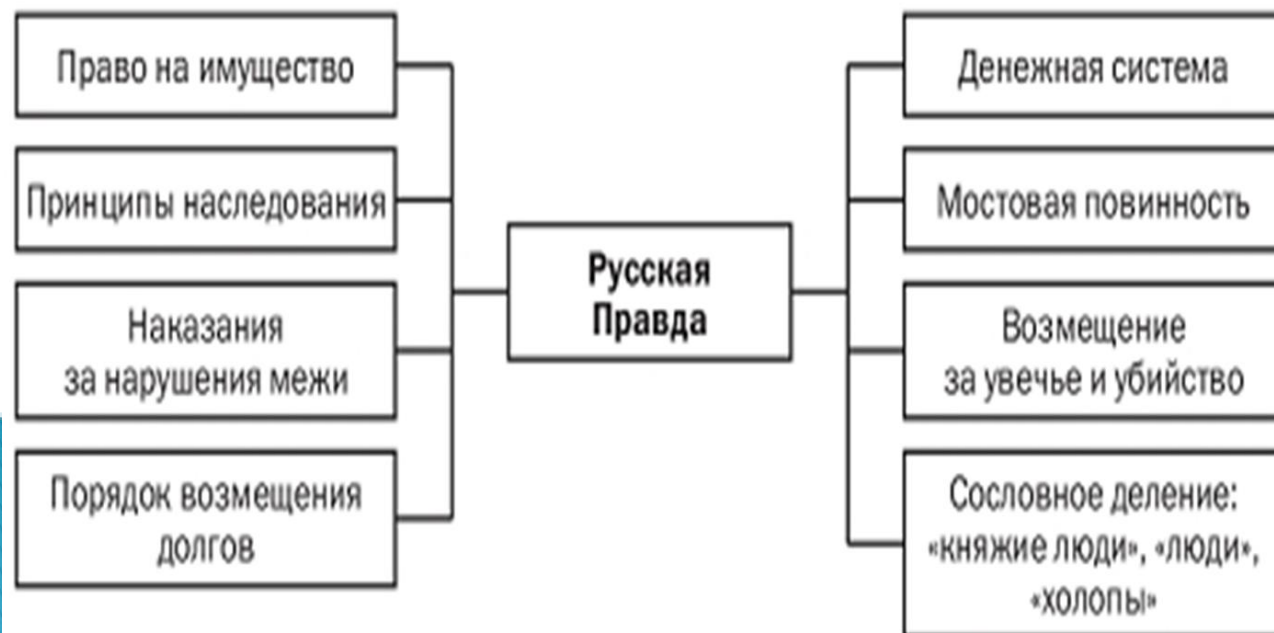 Право на имущество
Принципы наследования
Наказания
за нарушения межи
Порядок возмещения
долгов
Русская
Правда
Денежная система
Мостовая повинность
Возмещение
за увечье и убийство
Сословное деление:
«княжие люди», «люди»,
«холопы»